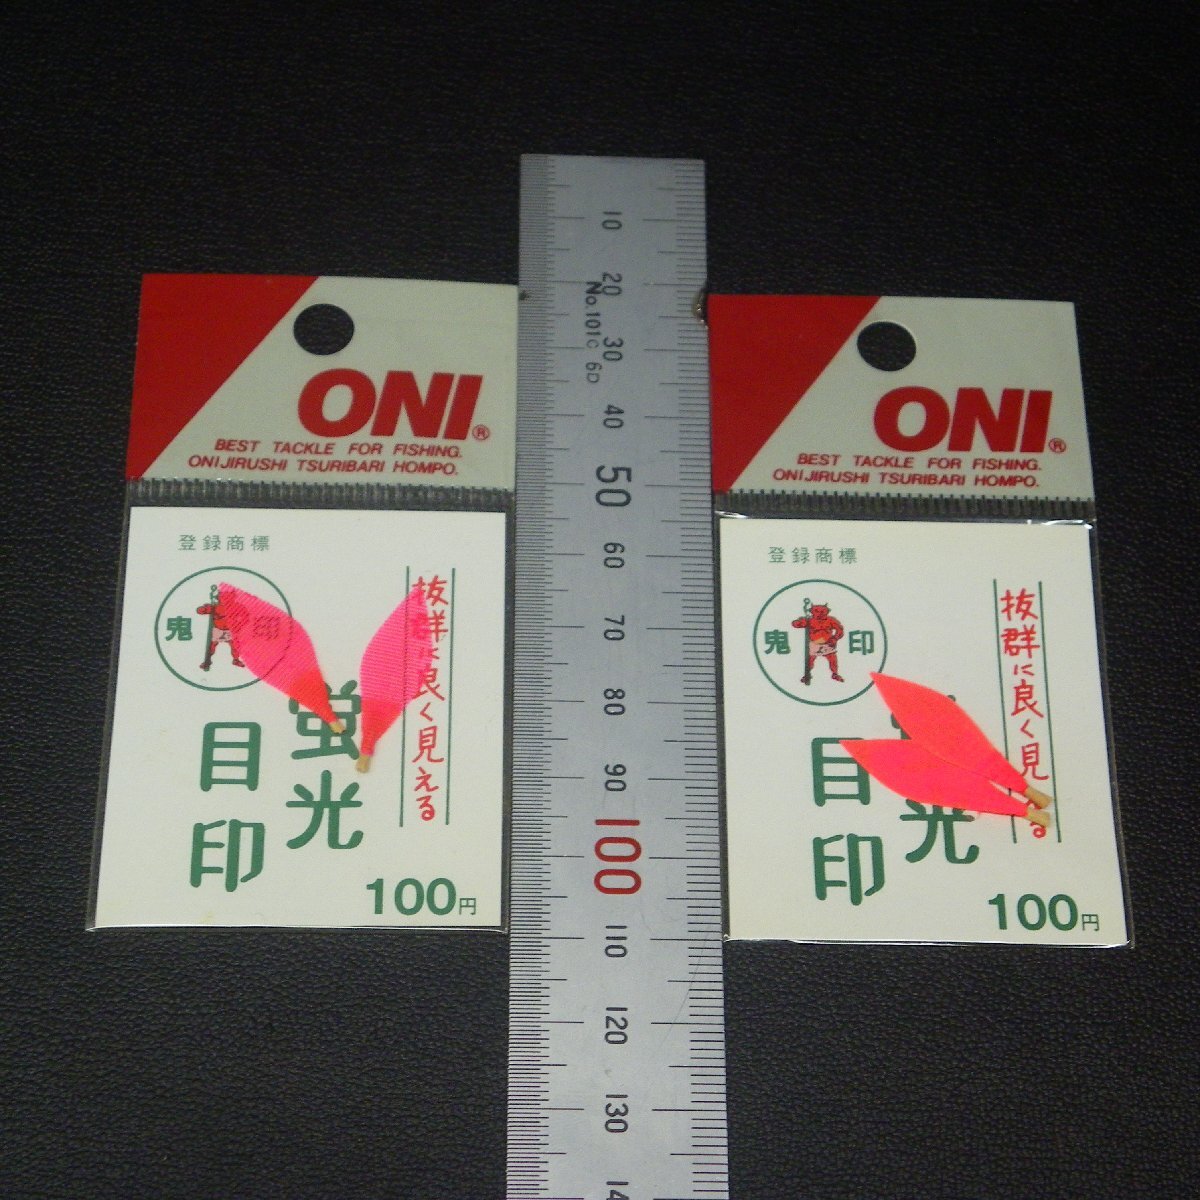 ONI®
BEST TACKLE FOR FISHING.
ONIJIRUSHI TSURIBARI HOMPO.
登録商標
鬼印
抜群に良く見える
蛍光
目印
100円
10
20
No.101C 6D
30
40
50
60
70
80
90
100
110
120
130
14
ONI®
BEST TACKLE FOR FISHING.
ONIJIRUSHI TSURIBARI HOMPO.
登録商標
鬼印
抜群に良く見る
光
目印
100円